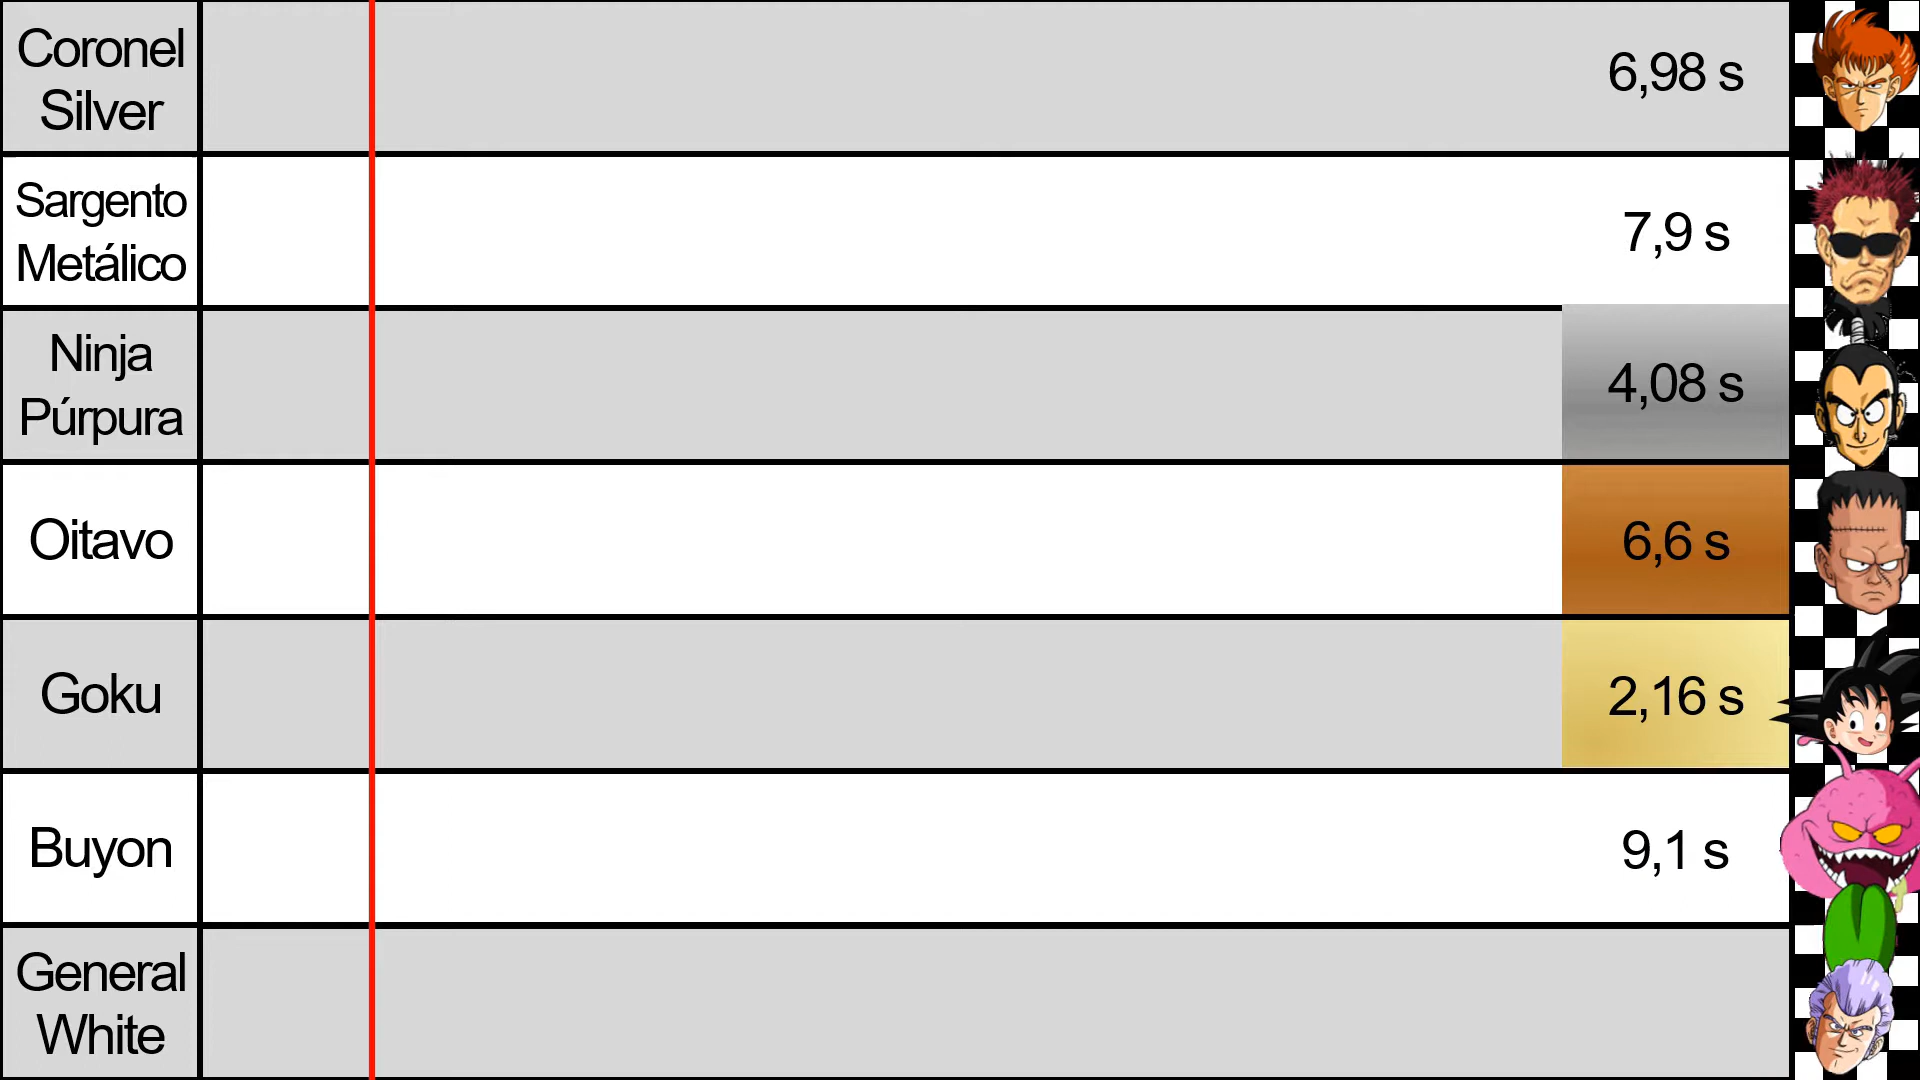 Coronel
Silver
6,98 s
Sargento
Metálico
7,9 s
Ninja
Púrpura
4,08 s
Oitavo
6,6 s
Goku
2,16 s
Buyon
9,1 s
General
White